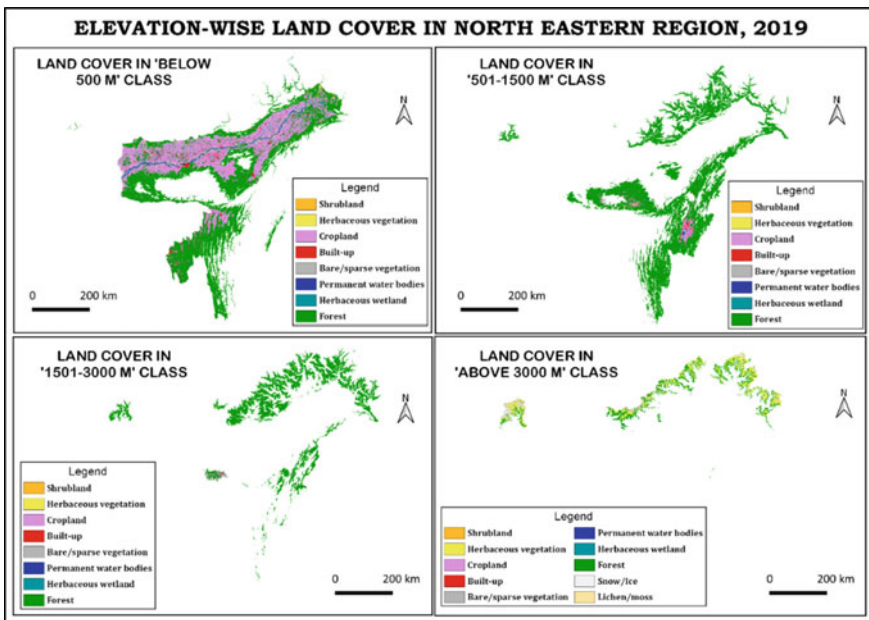 ELEVATION-WISE LAND COVER IN NORTH EASTERN REGION, 2019
LAND COVER IN 'BELOW
500 M' CLASS
N
Legend
Shrubland
Herbaceous vegetation
Cropland
Built-up
Bare/sparse vegetation
Permanent water bodies
Herbaceous wetland
Forest
0 200 km
LAND COVER IN
'501-1500 M' CLASS
N
Legend
Shrubland
Herbaceous vegetation
Cropland
Built-up
Bare/sparse vegetation
Permanent water bodies
Herbaceous wetland
Forest
0 200 km
LAND COVER IN
'1501-3000 M' CLASS
N
Legend
Shrubland
Herbaceous vegetation
Cropland
Built-up
Bare/sparse vegetation
Permanent water bodies
Herbaceous wetland
Forest
0 200 km
LAND COVER IN
'ABOVE 3000 M' CLASS
N
Legend
Shrubland Permanent water bodies
Herbaceous vegetation Herbaceous wetland
Cropland Forest
Built-up Snow/Ice
Bare/sparse vegetation Lichen/moss
0 200 km